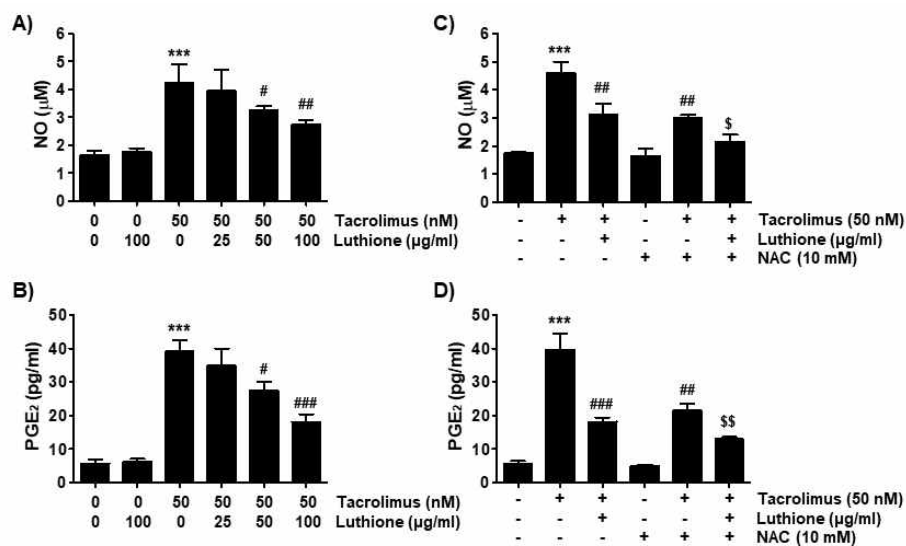 A)
NO (μM)
6
5
4
3
2
1
0
***
#
##
0 0 50 50 50 50 Tacrolimus (nM)
0 100 0 25 50 100 Luthione (μg/ml)
C)
NO (μM)
6
5
4
3
2
1
0
***
##
##
$
- + + - + + Tacrolimus (50 nM)
- - + - - + Luthione (μg/ml)
- - - + + + NAC (10 mM)
B)
PGE₂ (pg/ml)
50
40
30
20
10
0
***
#
###
0 0 50 50 50 50 Tacrolimus (nM)
0 100 0 25 50 100 Luthione (μg/ml)
D)
PGE₂ (pg/ml)
50
40
30
20
10
0
***
###
##
$$
- + + - + + Tacrolimus (50 nM)
- - + - - + Luthione (μg/ml)
- - - + + + NAC (10 mM)